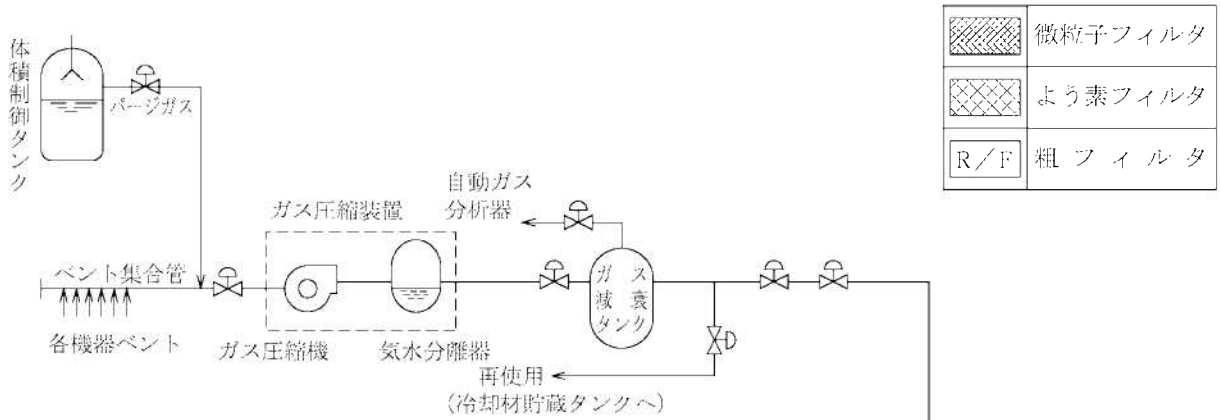 体積制御タンク
パージガス
微粒子フィルタ
よう素フィルタ
R/F 粗フィルタ
自動ガス
分析器
ガス圧縮装置
ベント集合管
ガス
減衰
タンク
各機器ベント
ガス圧縮機
気水分離器
再使用
(冷却材貯蔵タンクへ)